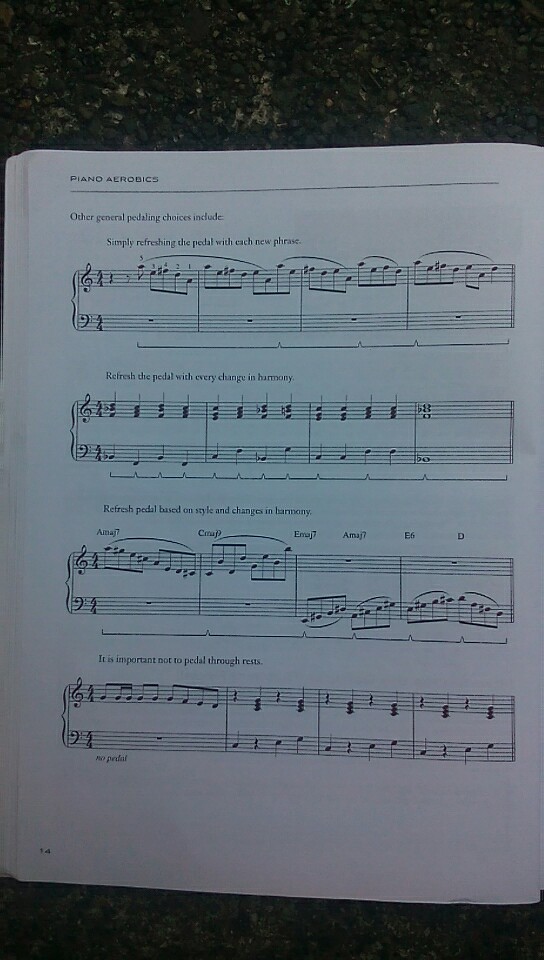 PIANO AEROBICS
Other general pedaling choices include:
Simply refreshing the pedal with each new phrase.
5
3 4 2 1
Refresh the pedal with every change in harmony.
Refresh pedal based on style and changes in harmony.
Amaj7 Cmaj9 Emaj7 Amaj7 E6 D
It is important not to pedal through rests.
no pedal
14